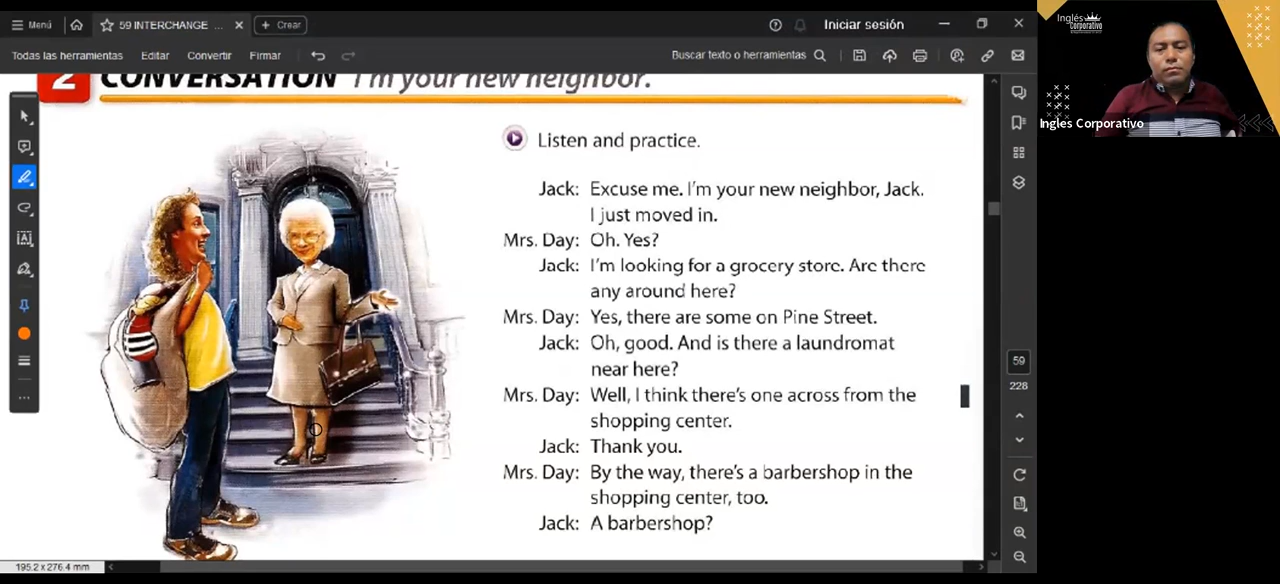 Menú
59 INTERCHANGE ...
Crear
Iniciar sesión
Todas las herramientas
Editar
Convertir
Firmar
Buscar texto o herramientas
2 CONVERSATION I'm your new neighbor.
Listen and practice.
Jack: Excuse me. I'm your new neighbor, Jack.
I just moved in.
Mrs. Day: Oh. Yes?
Jack: I'm looking for a grocery store. Are there
any around here?
Mrs. Day: Yes, there are some on Pine Street.
Jack: Oh, good. And is there a laundromat
near here?
Mrs. Day: Well, I think there's one across from the
shopping center.
Jack: Thank you.
Mrs. Day: By the way, there's a barbershop in the
shopping center, too.
Jack: A barbershop?
59
228
195.2 x 276.4 mm
Inglés
Corporativo
Ingles Corporativo